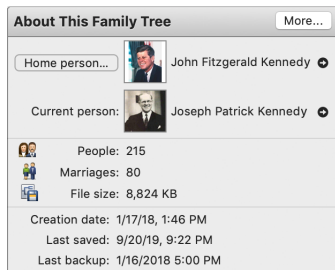 About This Family Tree More...
Home person... John Fitzgerald Kennedy
Current person: Joseph Patrick Kennedy
People: 215
Marriages: 80
File size: 8,824 KB
Creation date: 1/17/18, 1:46 PM
Last saved: 9/20/19, 9:22 PM
Last backup: 1/16/2018 5:00 PM